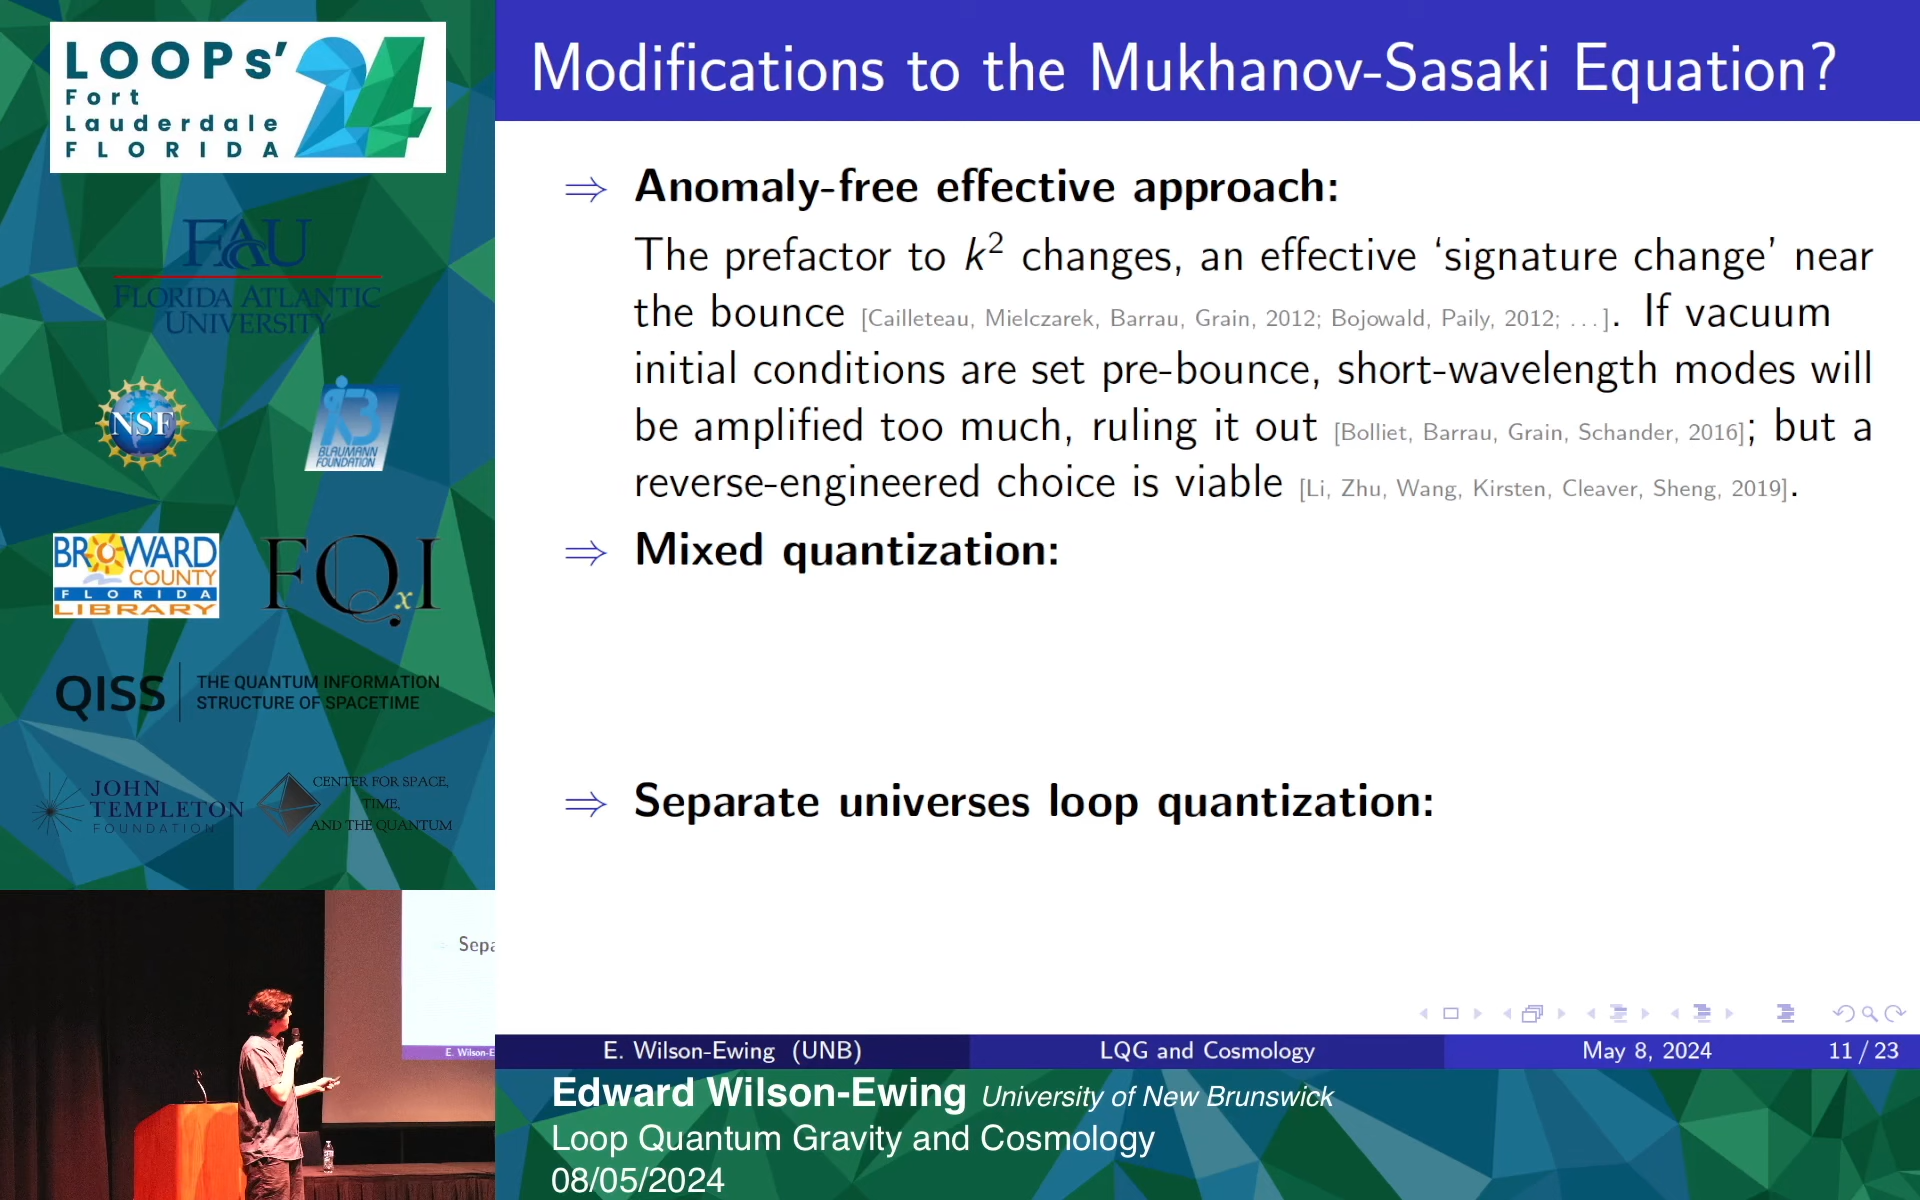 LOOPs' 24
Fort
Lauderdale
FLORIDA
FAU
FLORIDA ATLANTIC
UNIVERSITY
NSF
BLAUMANN
FOUNDATION
BROWARD
COUNTY
FLORIDA
LIBRARY
FQxI
QISS
THE QUANTUM INFORMATION
STRUCTURE OF SPACETIME
JOHN
TEMPLETON
FOUNDATION
CENTER FOR SPACE,
TIME,
AND THE QUANTUM
Sepa
E. Wilson-E
Modifications to the Mukhanov-Sasaki Equation?
⇒ Anomaly-free effective approach:
The prefactor to k² changes, an effective ‘signature change’ near
the bounce [Cailleteau, Mielczarek, Barrau, Grain, 2012; Bojowald, Paily, 2012; ...]. If vacuum
initial conditions are set pre-bounce, short-wavelength modes will
be amplified too much, ruling it out [Bolliet, Barrau, Grain, Schander, 2016]; but a
reverse-engineered choice is viable [Li, Zhu, Wang, Kirsten, Cleaver, Sheng, 2019].
⇒ Mixed quantization:
⇒ Separate universes loop quantization:
E. Wilson-Ewing (UNB) LQG and Cosmology May 8, 2024 11 / 23
Edward Wilson-Ewing University of New Brunswick
Loop Quantum Gravity and Cosmology
08/05/2024